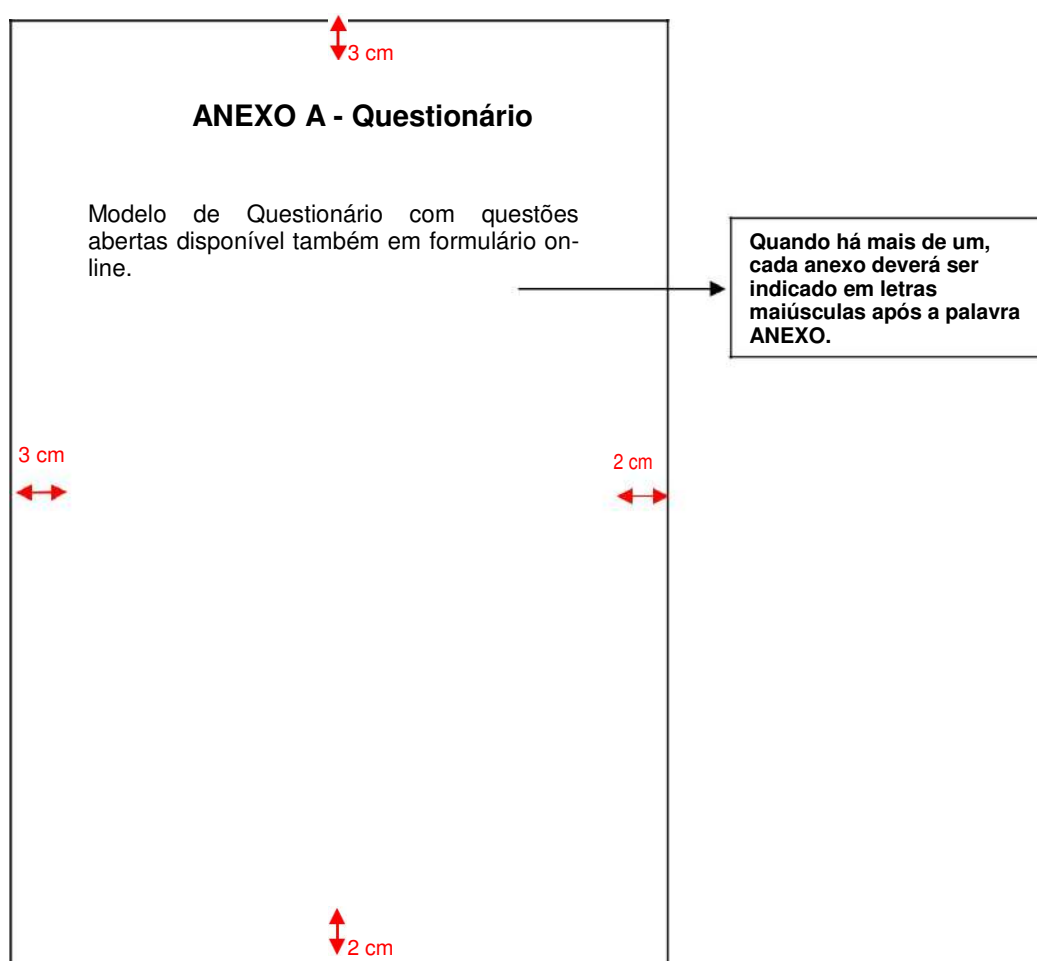 3 cm
ANEXO A - Questionário
Modelo de Questionário com questões
abertas disponível também em formulário on-
line.
Quando há mais de um,
cada anexo deverá ser
indicado em letras
maiúsculas após a palavra
ANEXO.
3 cm
2 cm
2 cm